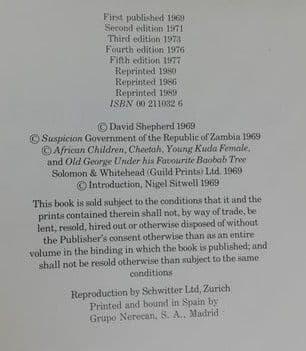 First published 1969
Second edition 1971
Third edition 1973
Fourth edition 1976
Fifth edition 1977
Reprinted 1980
Reprinted 1986
Reprinted 1989
ISBN 00 211032 6
© David Shepherd 1969
© Suspicion Government of the Republic of Zambia 1969
© African Children, Cheetah, Young Kudu Female,
and Old George Under his Favourite Baobab Tree
Solomon & Whitehead (Guild Prints) Ltd. 1969
© Introduction, Nigel Sitwell 1969
This book is sold subject to the conditions that it and the
prints contained therein shall not, by way of trade, be
lent, resold, hired out or otherwise disposed of without
the Publisher's consent otherwise than as an entire
volume in the binding in which the book is published; and
shall not be resold otherwise than subject to the same
conditions
Reproduction by Schwitter Ltd, Zurich
Printed and bound in Spain by
Grupo Nerecan, S. A., Madrid